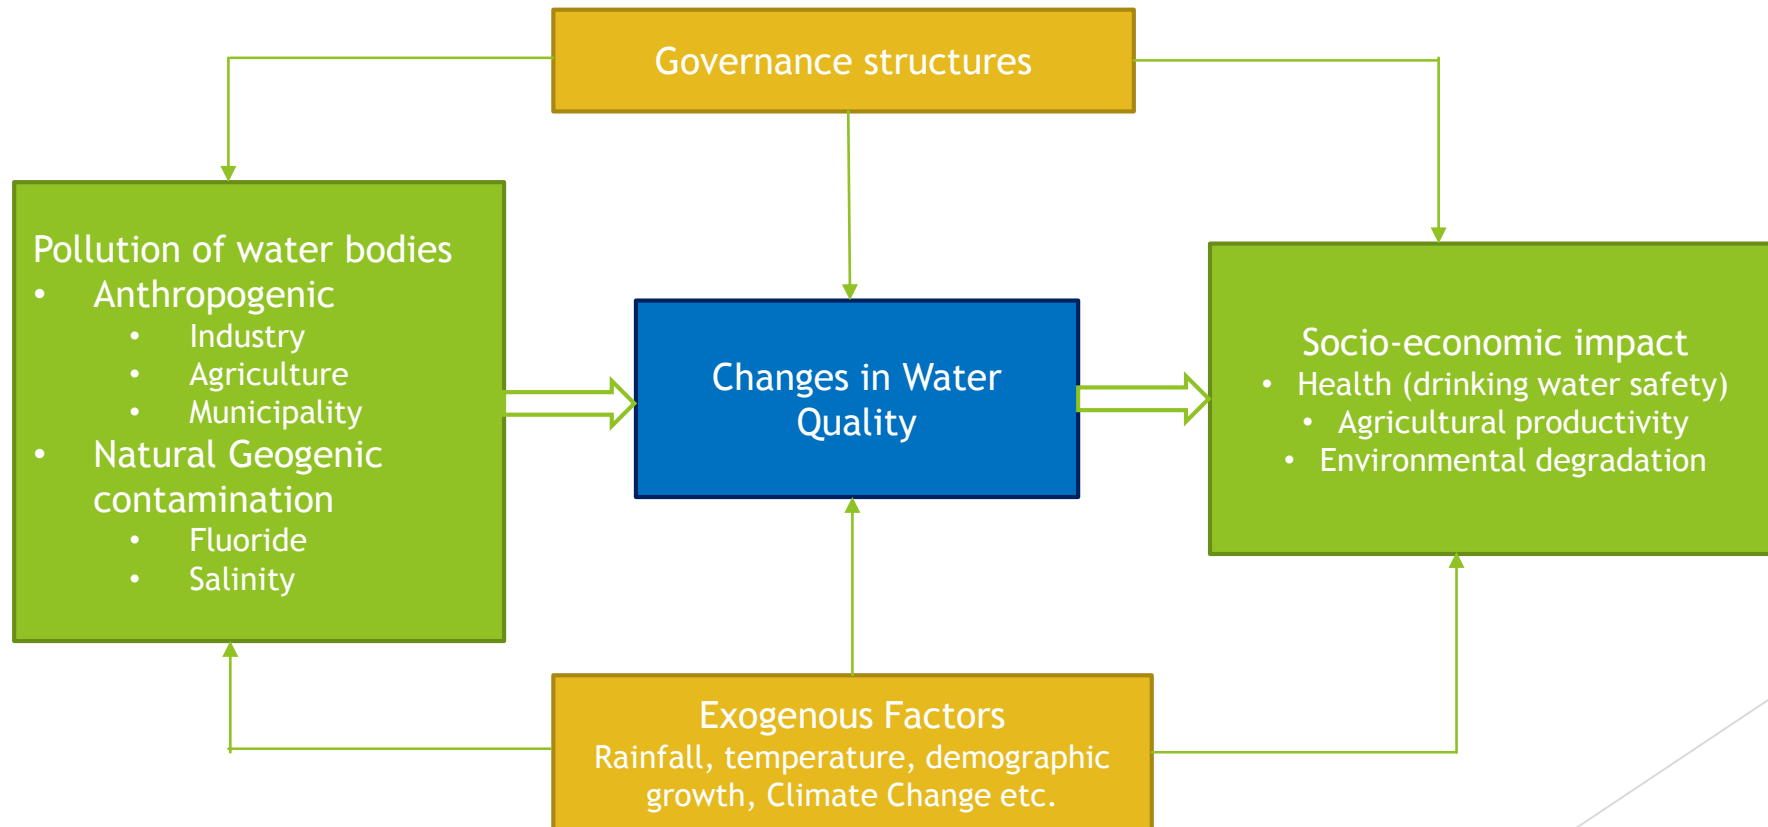 Governance structures
Pollution of water bodies
• Anthropogenic
• Industry
• Agriculture
• Municipality
• Natural Geogenic
contamination
• Fluoride
• Salinity
Changes in Water
Quality
Socio-economic impact
• Health (drinking water safety)
• Agricultural productivity
• Environmental degradation
Exogenous Factors
Rainfall, temperature, demographic
growth, Climate Change etc.